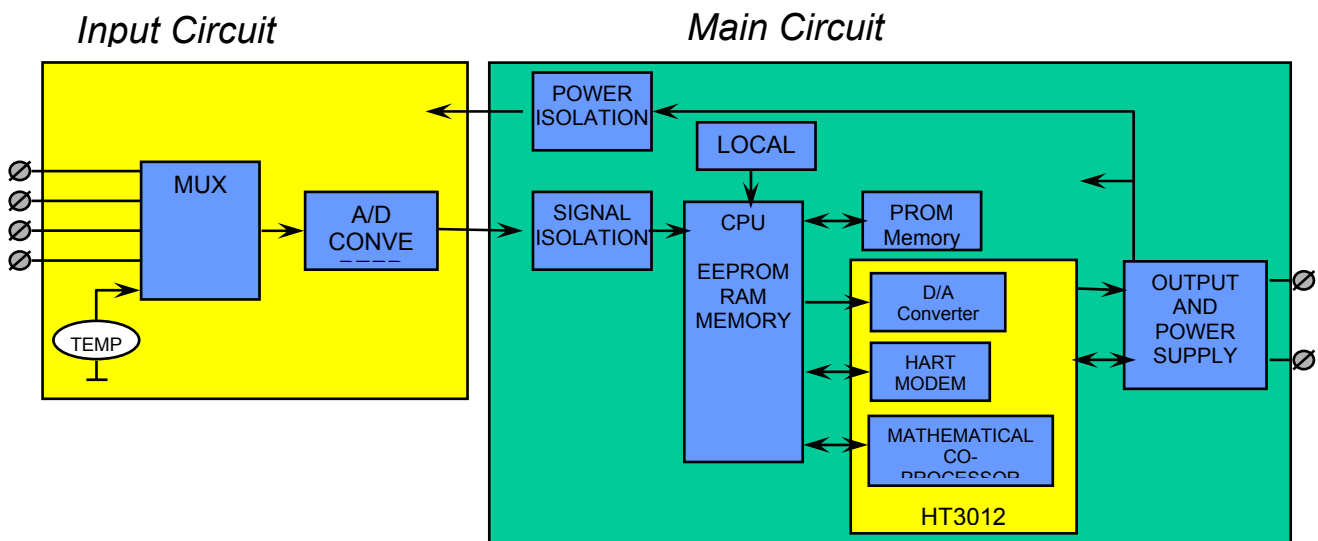 Input Circuit
Main Circuit
POWER
ISOLATION
LOCAL
MUX
A/D
CONVE
SIGNAL
ISOLATION
CPU
EEPROM
RAM
MEMORY
PROM
Memory
D/A
Converter
HART
MODEM
MATHEMATICAL
CO-
PROCESSOR
HT3012
OUTPUT
AND
POWER
SUPPLY
TEMP